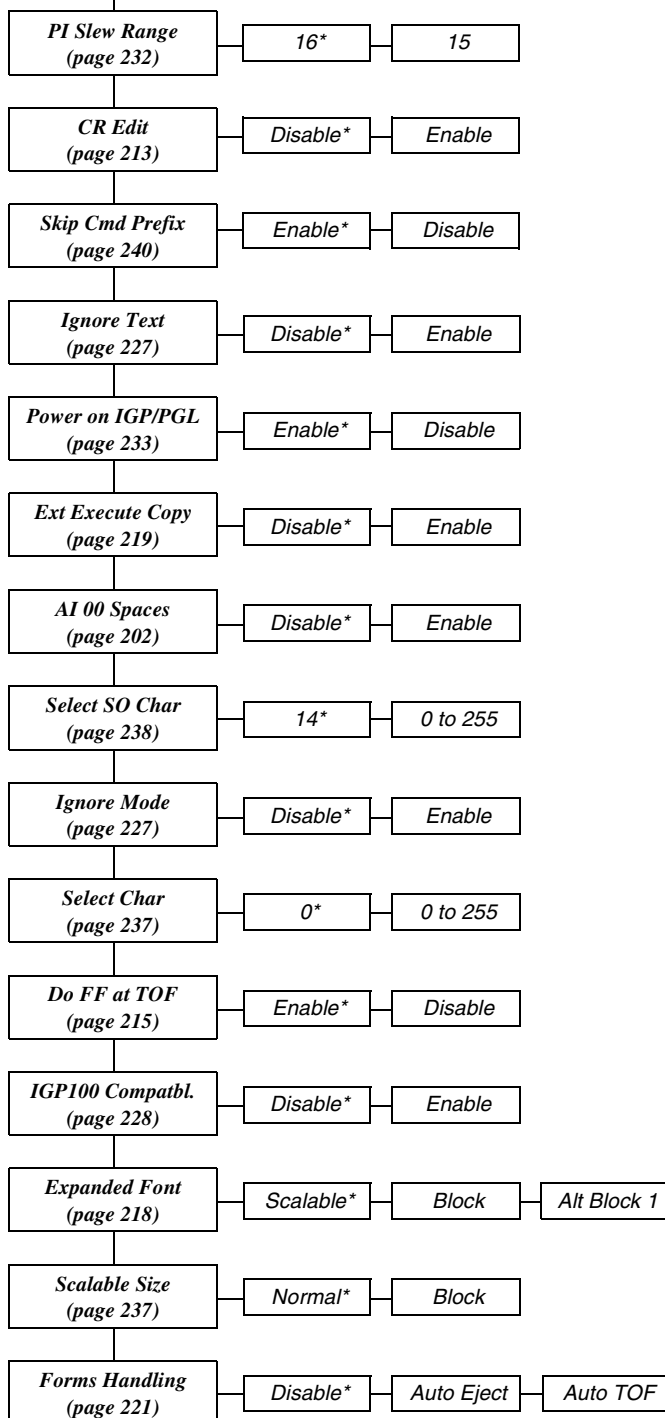 PI Slew Range
(page 232)
16*
15
CR Edit
(page 213)
Disable*
Enable
Skip Cmd Prefix
(page 240)
Enable*
Disable
Ignore Text
(page 227)
Disable*
Enable
Power on IGP/PGL
(page 233)
Enable*
Disable
Ext Execute Copy
(page 219)
Disable*
Enable
AI 00 Spaces
(page 202)
Disable*
Enable
Select SO Char
(page 238)
14*
0 to 255
Ignore Mode
(page 227)
Disable*
Enable
Select Char
(page 237)
0*
0 to 255
Do FF at TOF
(page 215)
Enable*
Disable
IGP100 Compatbl.
(page 228)
Disable*
Enable
Expanded Font
(page 218)
Scalable*
Block
Alt Block 1
Scalable Size
(page 237)
Normal*
Block
Forms Handling
(page 221)
Disable*
Auto Eject
Auto TOF